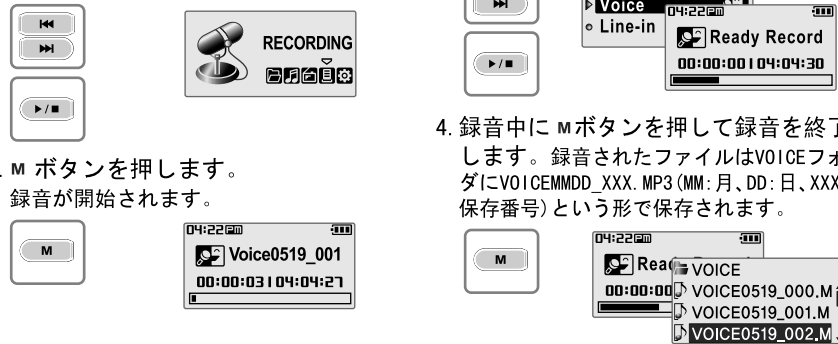 RECORDING
. M ボタンを押します。
録音が開始されます。
M
04:22PM
Voice0519_001
00:00:03|04:04:27
Voice
Line-in
04:22PM
Ready Record
00:00:00|04:04:30
4. 録音中に Mボタンを押して録音を終了
します。録音されたファイルはVOICEフォ
ダにVOICEMMDD_XXX.MP3(MM:月、DD:日、XXX
保存番号)という形で保存されます。
M
04:22PM
Read
00:00:00
VOICE
VOICE0519_000.M
VOICE0519_001.M
VOICE0519_002.M